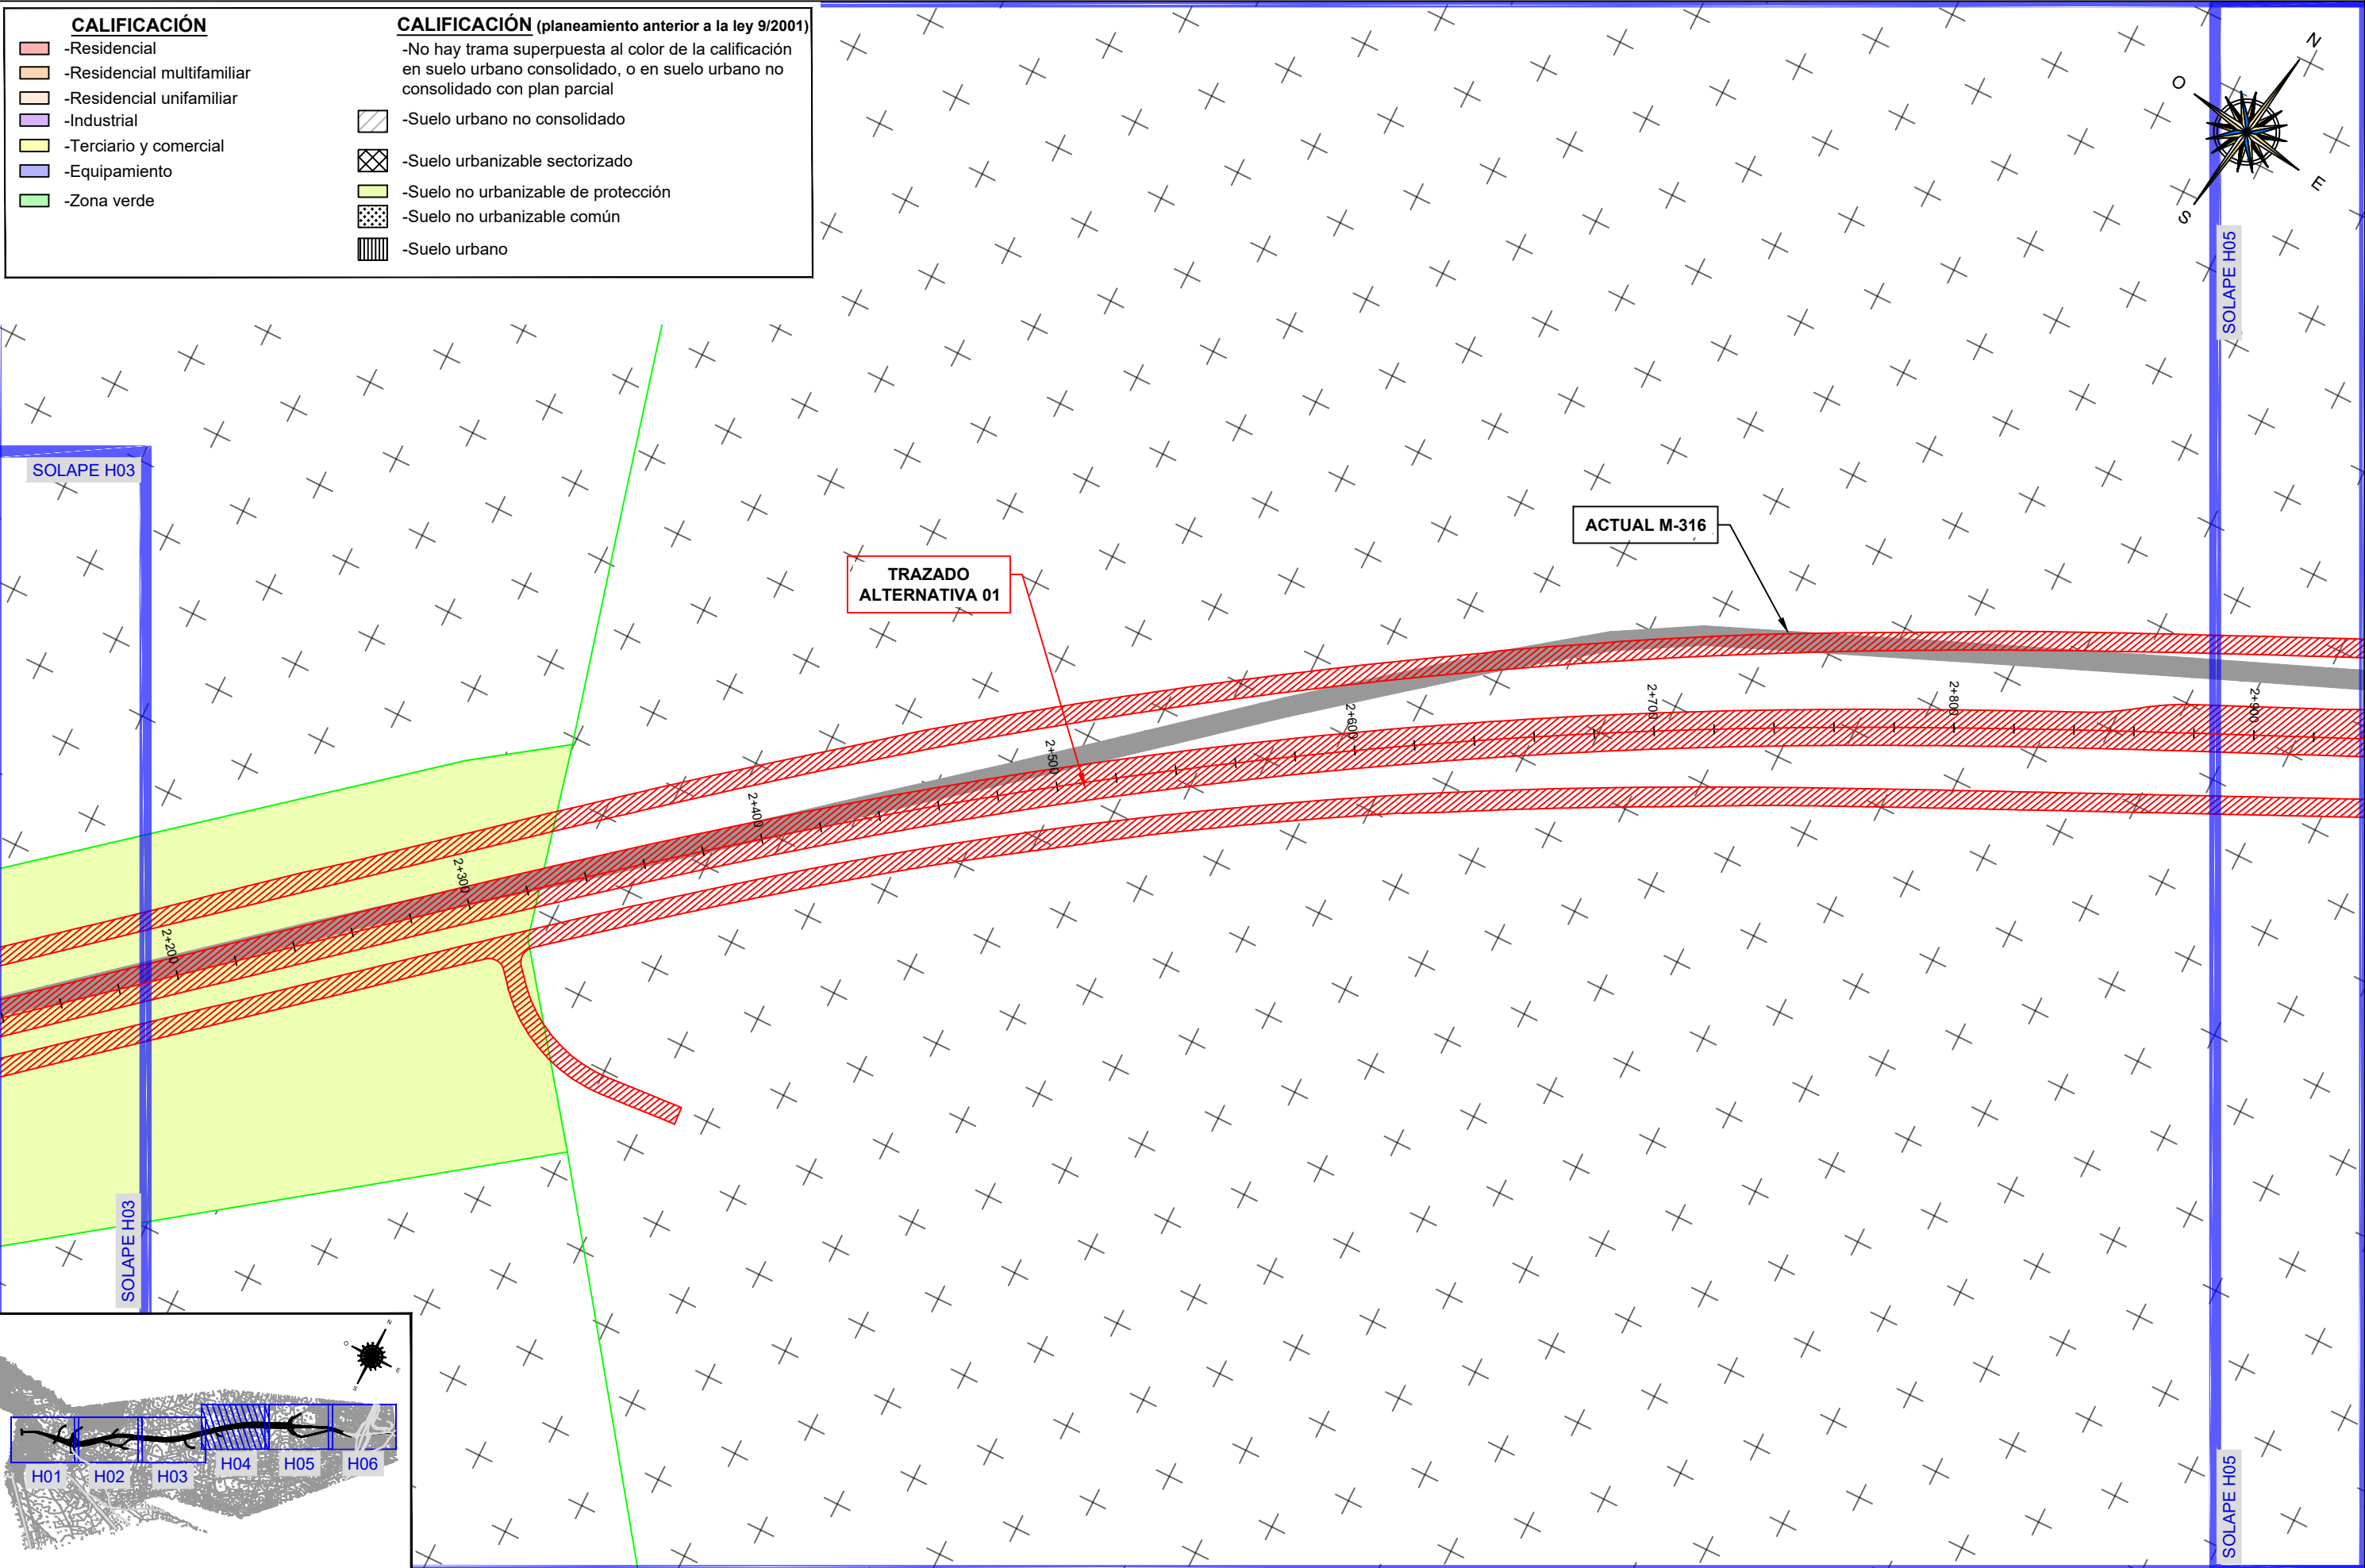 CALIFICACIÓN
-Residencial
-Residencial multifamiliar
-Residencial unifamiliar
-Industrial
-Terciario y comercial
-Equipamiento
-Zona verde
CALIFICACIÓN (planeamiento anterior a la ley 9/2001)
-No hay trama superpuesta al color de la calificación
en suelo urbano consolidado, o en suelo urbano no
consolidado con plan parcial
-Suelo urbano no consolidado
-Suelo urbanizable sectorizado
-Suelo no urbanizable de protección
-Suelo no urbanizable común
-Suelo urbano
N
O
E
S
SOLAPE H05
SOLAPE H03
ACTUAL M-316
TRAZADO
ALTERNATIVA 01
2+200
2+300
2+400
2+500
2+600
2+700
2+800
2+900
SOLAPE H03
SOLAPE H05
N
O
E
S
H01
H02
H03
H04
H05
H06